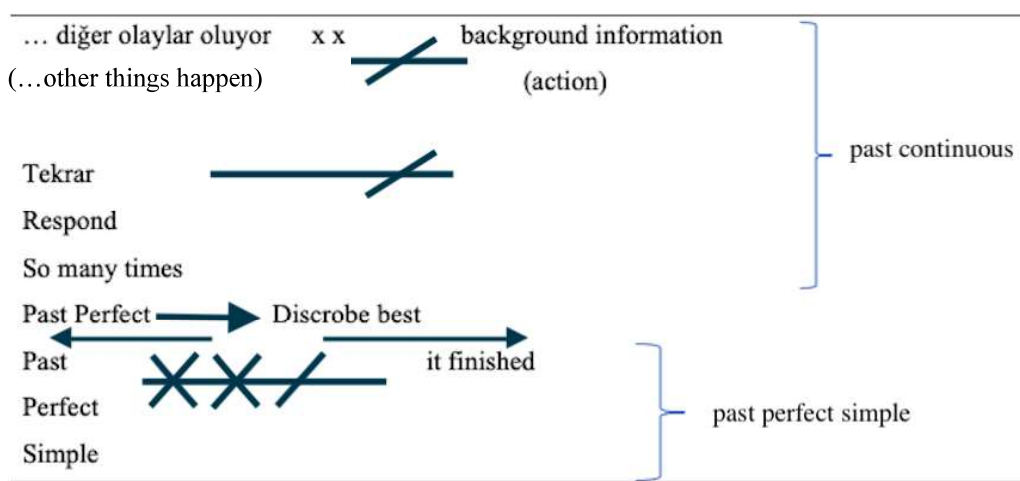 … diğer olaylar oluyor x x background information
(…other things happen) (action)
past continuous
Tekrar
Respond
So many times
Past Perfect Discrobe best
Past it finished
Perfect
past perfect simple
Simple